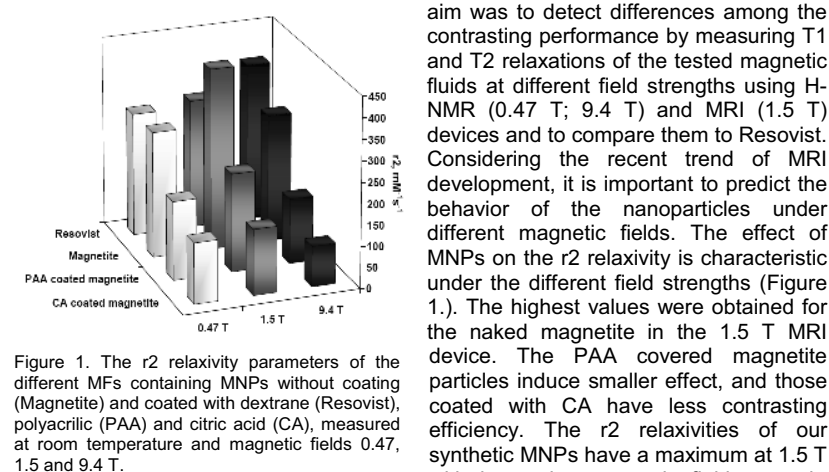 450
400
350
300
250
200
150
100
50
0
r2, mM⁻¹s⁻¹
Resovist
Magnetite
PAA coated magnetite
CA coated magnetite
0.47 T
1.5 T
9.4 T
Figure 1. The r2 relaxivity parameters of the
different MFs containing MNPs without coating
(Magnetite) and coated with dextrane (Resovist),
polyacrilic (PAA) and citric acid (CA), measured
at room temperature and magnetic fields 0.47,
1.5 and 9.4 T.
aim was to detect differences among the
contrasting performance by measuring T1
and T2 relaxations of the tested magnetic
fluids at different field strengths using H-
NMR (0.47 T; 9.4 T) and MRI (1.5 T)
devices and to compare them to Resovist.
Considering the recent trend of MRI
development, it is important to predict the
behavior of the nanoparticles under
different magnetic fields. The effect of
MNPs on the r2 relaxivity is characteristic
under the different field strengths (Figure
1.). The highest values were obtained for
the naked magnetite in the 1.5 T MRI
device. The PAA covered magnetite
particles induce smaller effect, and those
coated with CA have less contrasting
efficiency. The r2 relaxivities of our
synthetic MNPs have a maximum at 1.5 T